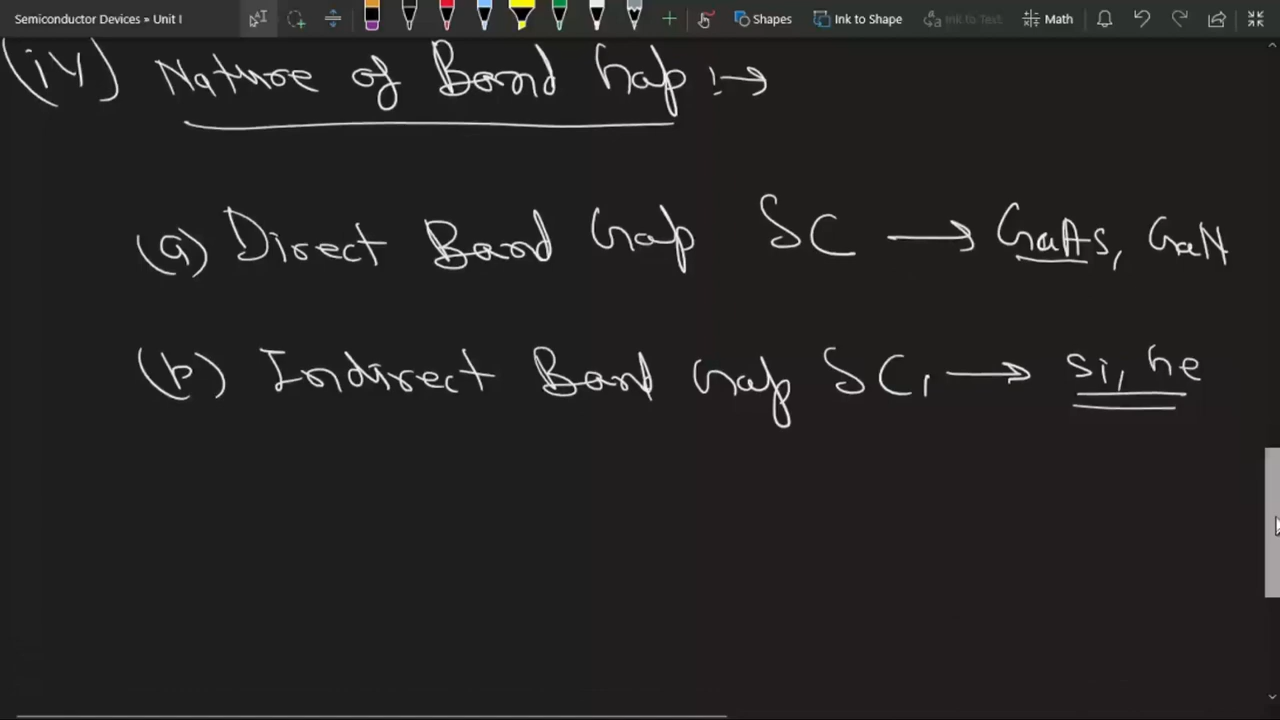 Semiconductor Devices » Unit I
Shapes
Ink to Shape
Ink to Text
Math
(iv) Nature of Band Gap :→
(a) Direct Band Gap SC → GaAs, GaN
(b) Indirect Band Gap SC, → Si, Ge